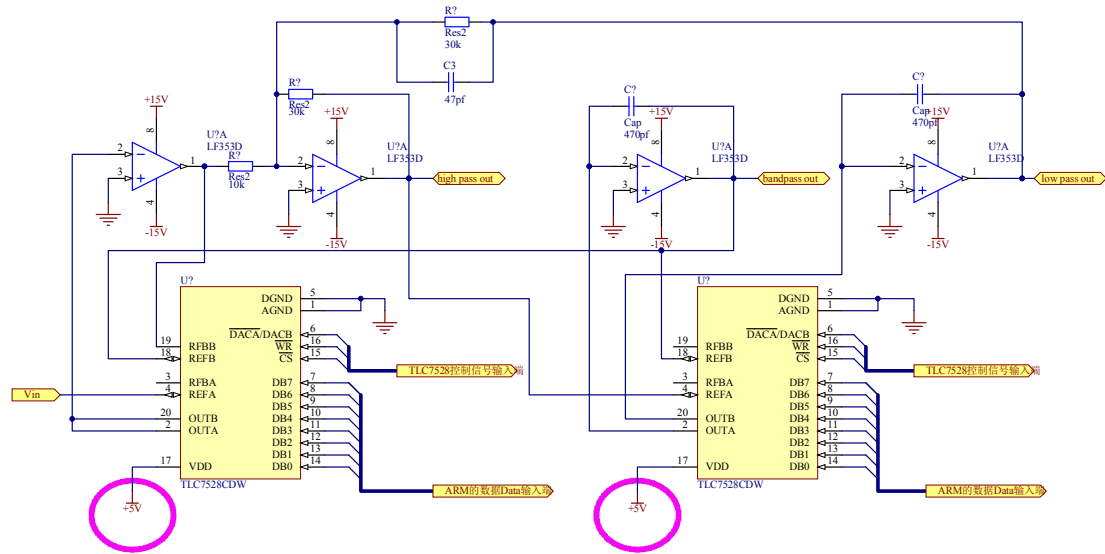 R?
Res2
30k
C3
47pf
R?
Res2
30k
+15V
8
U?A
LF353D
2
1
3
4
-15V
R?
Res2
10k
+15V
8
U?A
LF353D
2
1
3
4
-15V
high pass out
C?
Cap
470pf
+15V
8
U?A
LF353D
2
1
3
4
-15V
bandpass out
C?
Cap
470pf
+15V
8
U?A
LF353D
2
1
3
4
-15V
low pass out
U?
DGND 5
AGND 1
DACA/DACB 6
WR 16
CS 15
19 RFBB
18 REFB
3 RFBA
4 REFA
20 OUTB
2 OUTA
17 VDD
DB7 7
DB6 8
DB5 9
DB4 10
DB3 11
DB2 12
DB1 13
DB0 14
TLC7528CDW
Vin
TLC7528控制信号输入端
ARM的数据Data输入端
+5V
U?
DGND 5
AGND 1
DACA/DACB 6
WR 16
CS 15
19 RFBB
18 REFB
3 RFBA
4 REFA
20 OUTB
2 OUTA
17 VDD
DB7 7
DB6 8
DB5 9
DB4 10
DB3 11
DB2 12
DB1 13
DB0 14
TLC7528CDW
TLC7528控制信号输入端
ARM的数据Data输入端
+5V